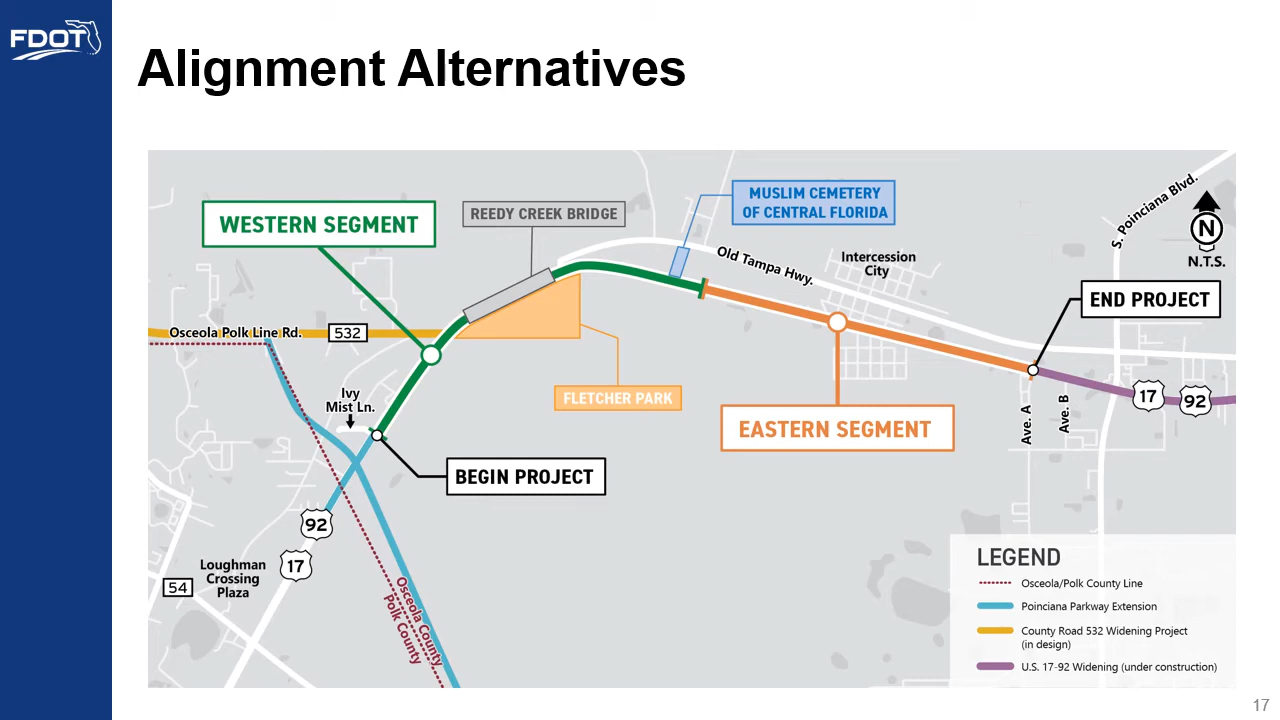 FDOT
Alignment Alternatives
WESTERN SEGMENT
REEDY CREEK BRIDGE
MUSLIM CEMETERY
OF CENTRAL FLORIDA
S. Poinciana Blvd.
N
N.T.S.
Old Tampa Hwy.
Intercession
City
END PROJECT
Osceola Polk Line Rd.
532
Ivy
Mist Ln.
FLETCHER PARK
EASTERN SEGMENT
17
92
Ave. A
Ave. B
BEGIN PROJECT
92
17
Loughman
Crossing
Plaza
54
Osceola County
Polk County
LEGEND
Osceola/Polk County Line
Poinciana Parkway Extension
County Road 532 Widening Project
(in design)
U.S. 17-92 Widening (under construction)
17